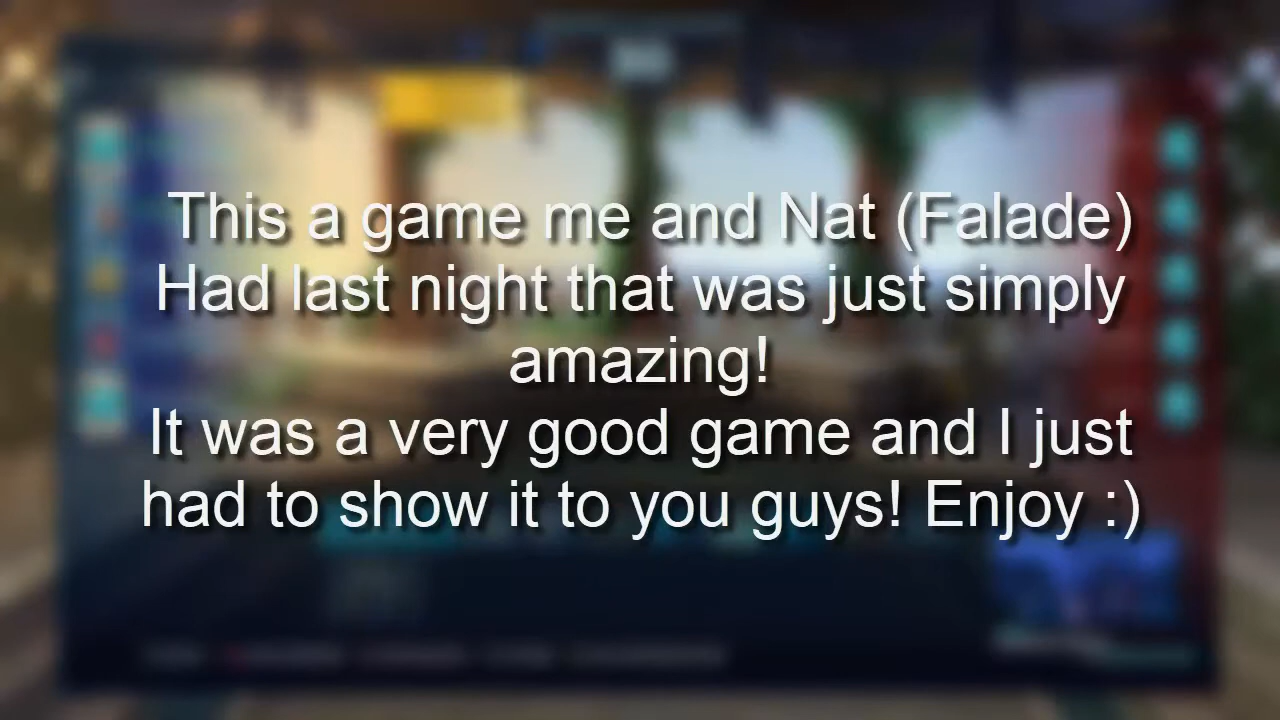 This a game me and Nat (Falade)
Had last night that was just simply
amazing!
It was a very good game and I just
had to show it to you guys! Enjoy :)